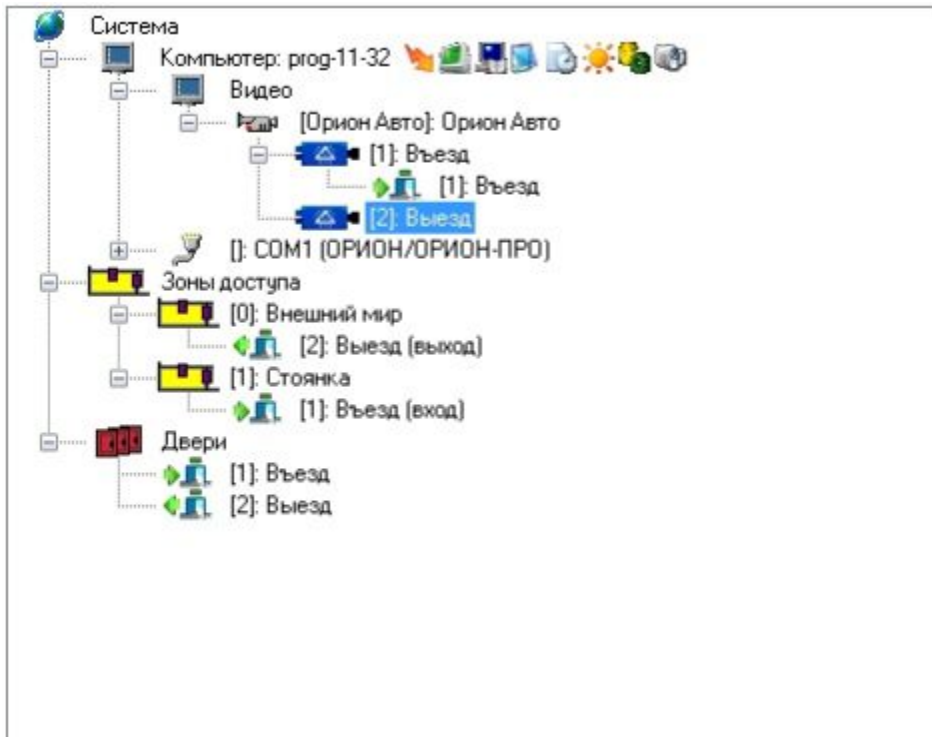 Система
Компьютер: prog-11-32
Видео
[Орион Авто]: Орион Авто
[1]: Въезд
[1]: Въезд
[2]: Выезд
[]: COM1 (ОРИОН/ОРИОН-ПРО)
Зоны доступа
[0]: Внешний мир
[2]: Выезд (выход)
[1]: Стоянка
[1]: Въезд (вход)
Двери
[1]: Въезд
[2]: Выезд